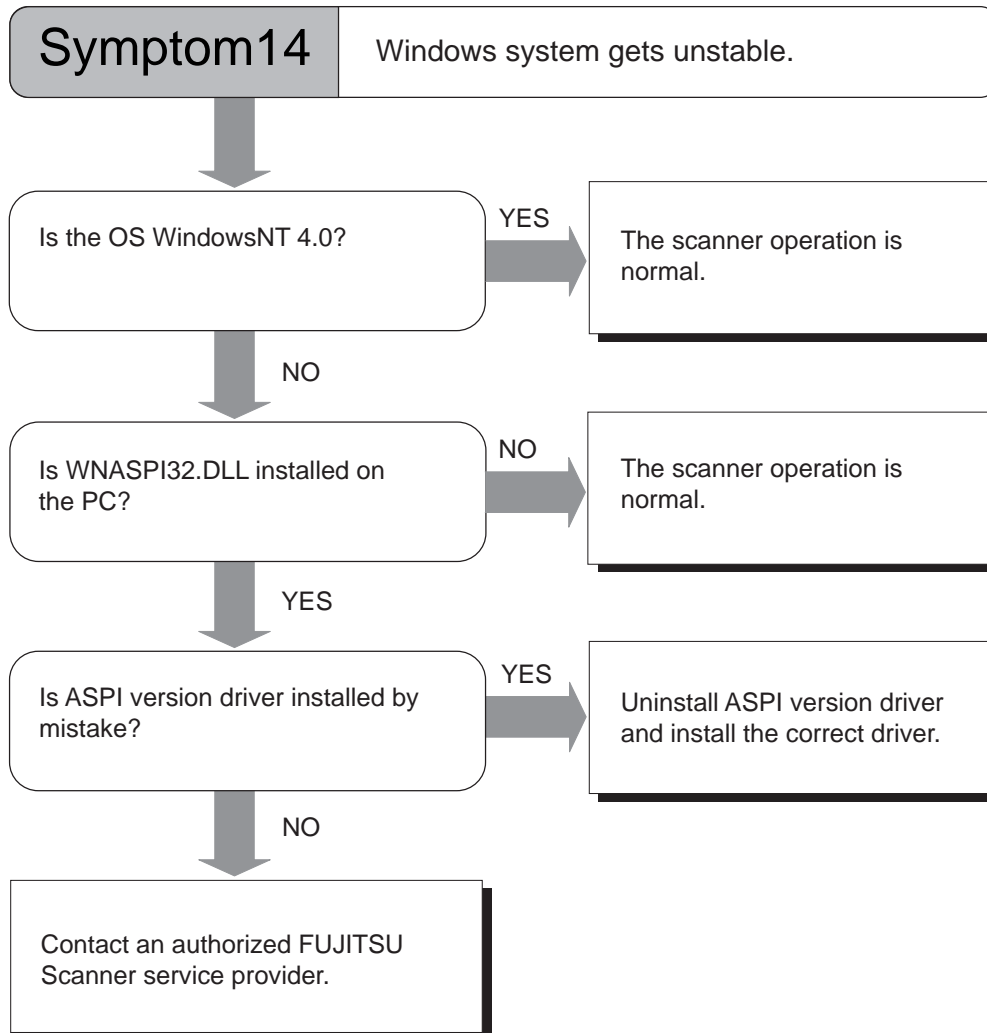 Symptom14
Windows system gets unstable.
Is the OS WindowsNT 4.0?
YES
The scanner operation is
normal.
NO
Is WNASPI32.DLL installed on
the PC?
NO
The scanner operation is
normal.
YES
Is ASPI version driver installed by
mistake?
YES
Uninstall ASPI version driver
and install the correct driver.
NO
Contact an authorized FUJITSU
Scanner service provider.